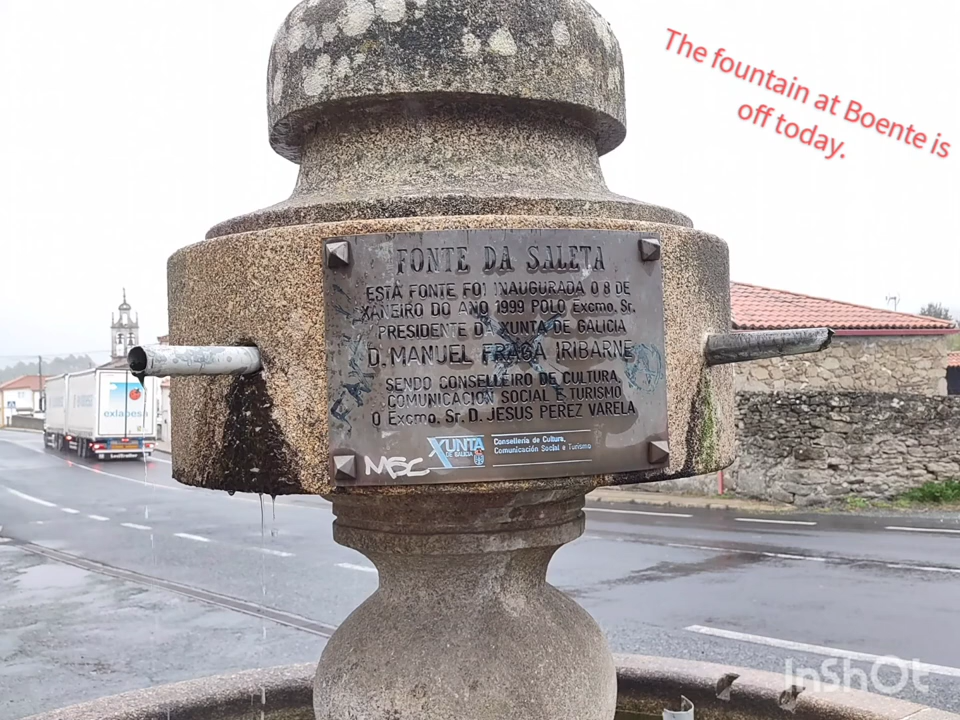 The fountain at Boente is
off today.
FONTE DA SALETA
ESTA FONTE FOI INAUGURADA O 8 DE
XANEIRO DO ANO 1999 POLO Excmo. Sr.
PRESIDENTE DA XUNTA DE GALICIA
D. MANUEL FRAGA IRIBARNE
SENDO CONSELLEIRO DE CULTURA,
COMUNICACION SOCIAL E TURISMO
O Excmo. Sr. D. JESUS PEREZ VARELA
XUNTA
DE GALICIA
Consellería de Cultura,
Comunicación Social e Turismo
MSC
exlabesa
InShOt